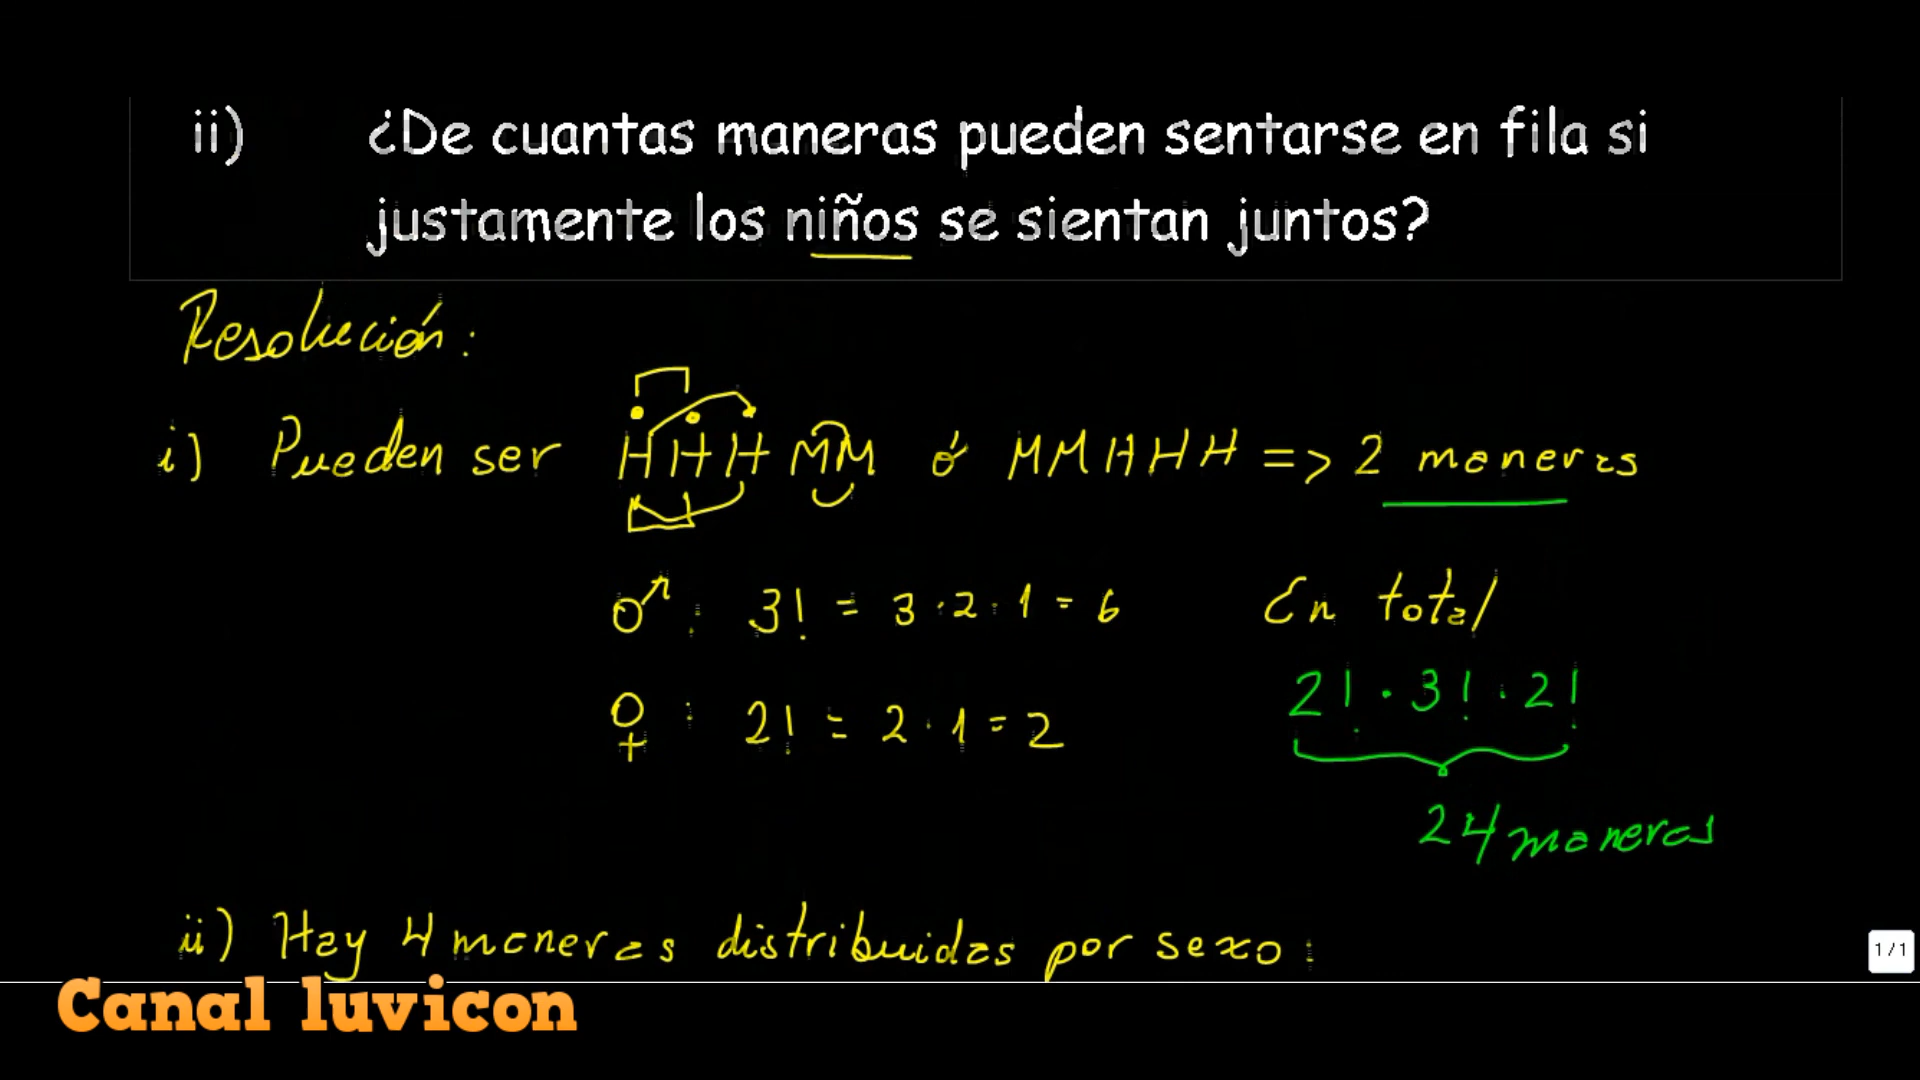 ii) ¿De cuantas maneras pueden sentarse en fila si
justamente los niños se sientan juntos?
Resolución:
i) Pueden ser HHH MM ó MMHHH => 2 maneras
♂: 3! = 3·2·1 = 6
En total
♀: 2! = 2·1 = 2
2!·3!·2!
24 maneras
ii) Hay 4 maneras distribuidas por sexo:
1/1
Canal luvicon